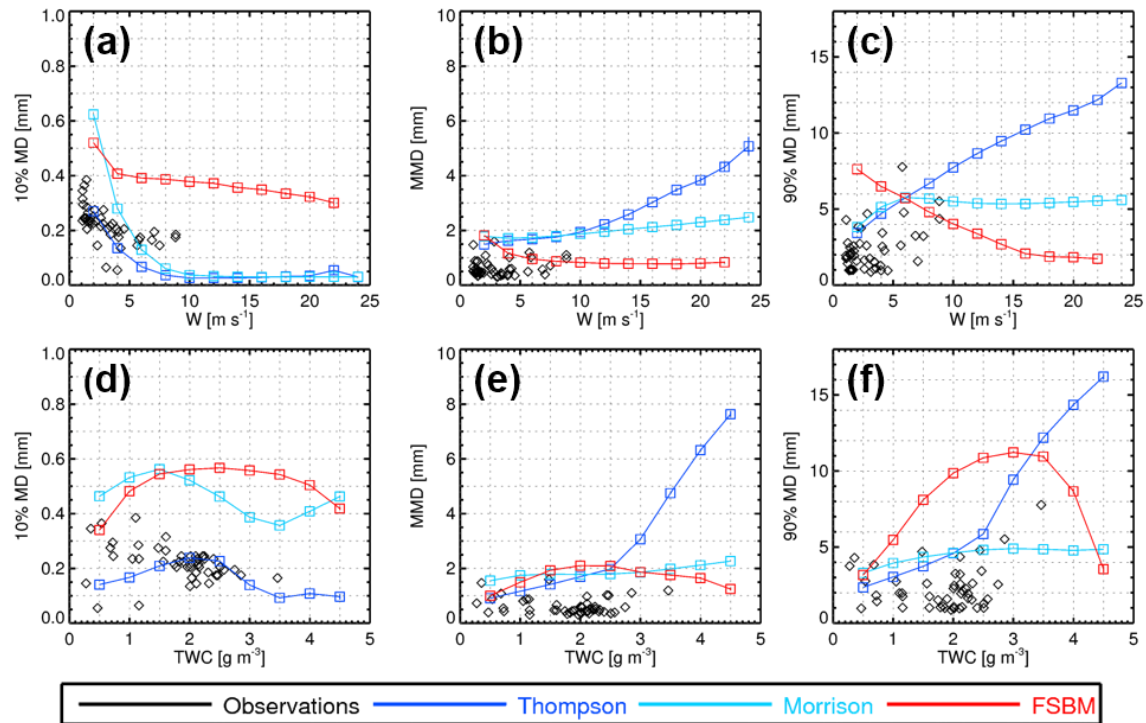 (a)
10% MD [mm]
1.0
0.8
0.6
0.4
0.2
0.0
0 5 10 15 20 25
W [m s⁻¹]
(b)
MMD [mm]
10
8
6
4
2
0
0 5 10 15 20 25
W [m s⁻¹]
(c)
90% MD [mm]
15
10
5
0
0 5 10 15 20 25
W [m s⁻¹]
(d)
10% MD [mm]
1.0
0.8
0.6
0.4
0.2
0.0
0 1 2 3 4 5
TWC [g m⁻³]
(e)
MMD [mm]
10
8
6
4
2
0
0 1 2 3 4 5
TWC [g m⁻³]
(f)
90% MD [mm]
15
10
5
0
0 1 2 3 4 5
TWC [g m⁻³]
Observations Thompson Morrison FSBM